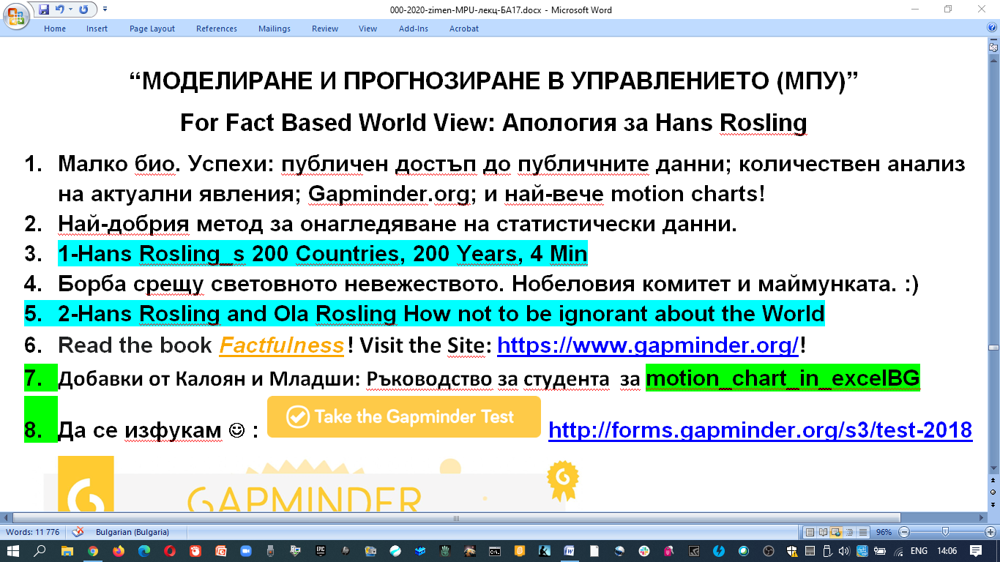 000-2020-zimen-MPU-лекц-БА17.docx - Microsoft Word
Home Insert Page Layout References Mailings Review View Add-Ins Acrobat
“МОДЕЛИРАНЕ И ПРОГНОЗИРАНЕ В УПРАВЛЕНИЕТО (МПУ)”
For Fact Based World View: Апология за Hans Rosling
1. Малко био. Успехи: публичен достъп до публичните данни; количествен анализ
на актуални явления; Gapminder.org; и най-вече motion charts!
2. Най-добрия метод за онагледяване на статистически данни.
3. 1-Hans Rosling_s 200 Countries, 200 Years, 4 Min
4. Борба срещу световното невежеството. Нобеловия комитет и маймунката. :)
5. 2-Hans Rosling and Ola Rosling How not to be ignorant about the World
6. Read the book Factfulness! Visit the Site: https://www.gapminder.org/!
7. Добавки от Калоян и Младши: Ръководство за студента за motion_chart_in_excelBG
8. Да се изфукам ☺ : Take the Gapminder Test http://forms.gapminder.org/s3/test-2018
GAPMINDER
Words: 11 776 Bulgarian (Bulgaria) 96%
ENG 14:06